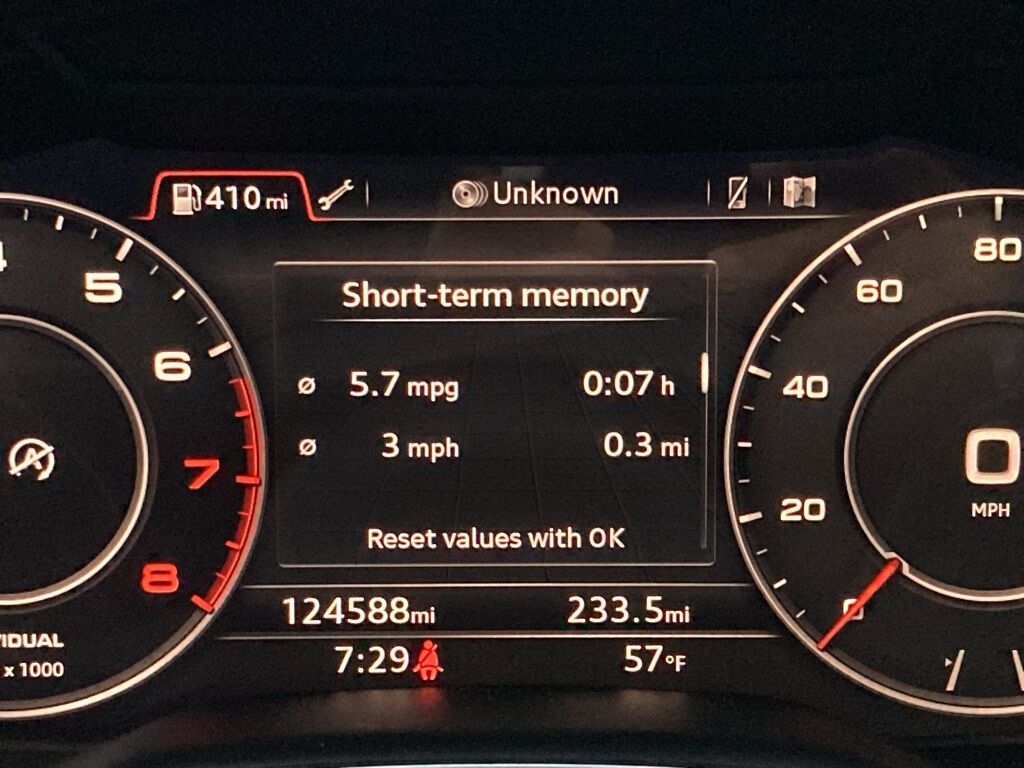 410 mi
Unknown
Short-term memory
ø 5.7 mpg 0:07 h
ø 3 mph 0.3 mi
Reset values with OK
124588mi 233.5mi
7:29 57°F
5
6
7
8
x 1000
80
60
40
20
0
0
MPH